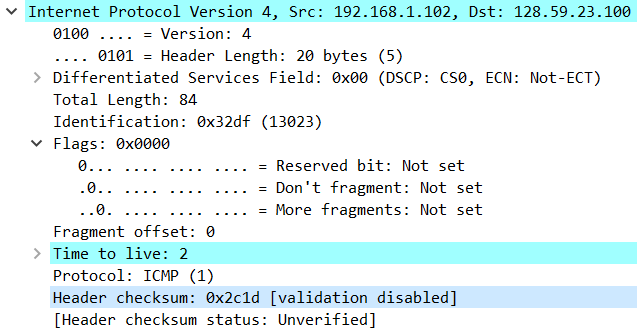 Internet Protocol Version 4, Src: 192.168.1.102, Dst: 128.59.23.100
0100 .... = Version: 4
.... 0101 = Header Length: 20 bytes (5)
Differentiated Services Field: 0x00 (DSCP: CS0, ECN: Not-ECT)
Total Length: 84
Identification: 0x32df (13023)
Flags: 0x0000
0... .... .... .... = Reserved bit: Not set
.0.. .... .... .... = Don't fragment: Not set
..0. .... .... .... = More fragments: Not set
Fragment offset: 0
Time to live: 2
Protocol: ICMP (1)
Header checksum: 0x2c1d [validation disabled]
[Header checksum status: Unverified]